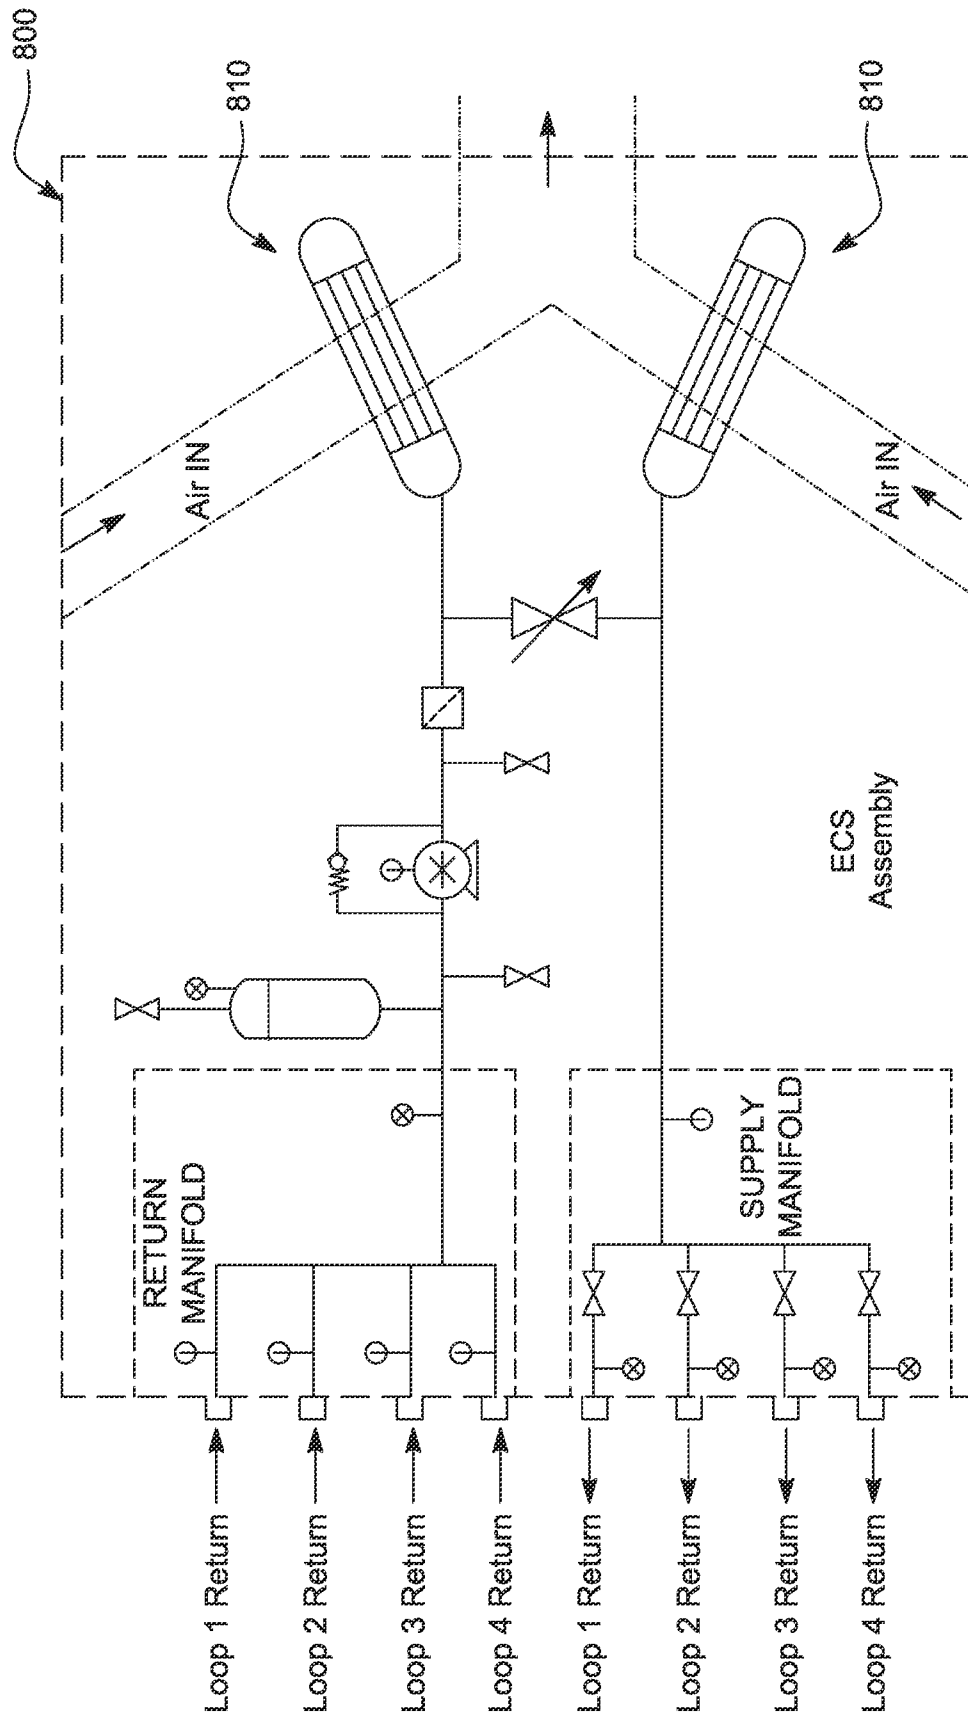 800
810
810
Air IN
Air IN
ECS
Assembly
RETURN
MANIFOLD
SUPPLY
MANIFOLD
Loop 1 Return
Loop 2 Return
Loop 3 Return
Loop 4 Return
Loop 1 Return
Loop 2 Return
Loop 3 Return
Loop 4 Return